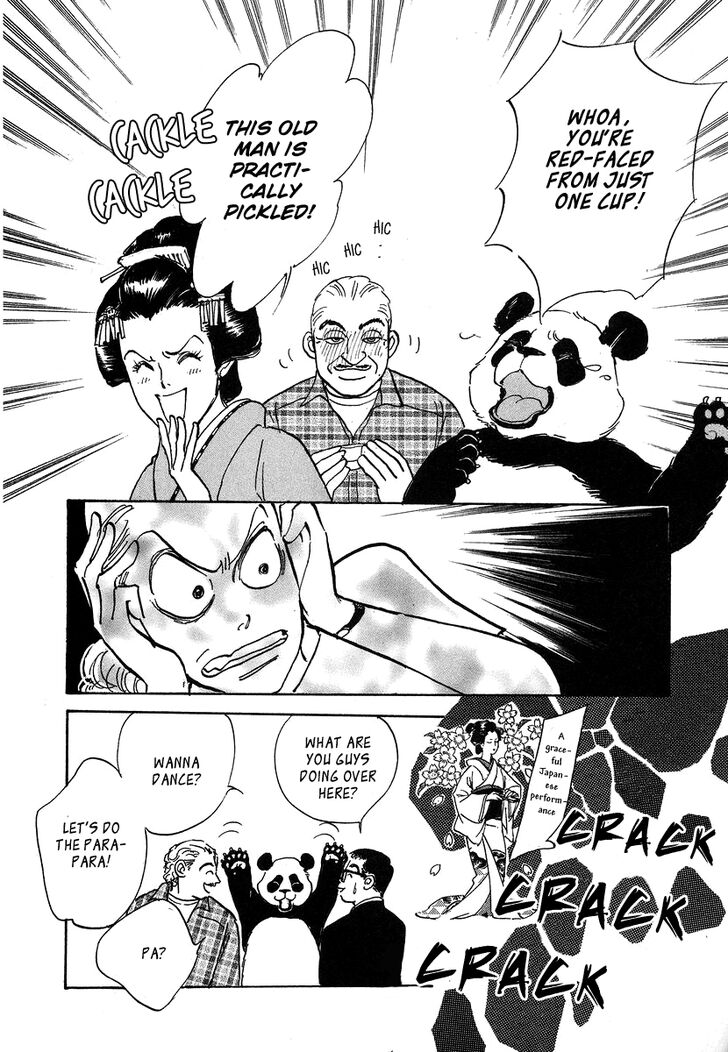 WHOA,
YOU'RE
RED-FACED
FROM JUST
ONE CUP!
THIS OLD
MAN IS
PRACTI-
CALLY
PICKLED!
CACKLE
CACKLE
HIC
HIC
HIC
A
grace-
ful
Japan-
ese
perform-
ance
CRACK
CRACK
CRACK
WHAT ARE
YOU GUYS
DOING OVER
HERE?
WANNA
DANCE?
LET'S DO
THE PARA-
PARA!
PA?